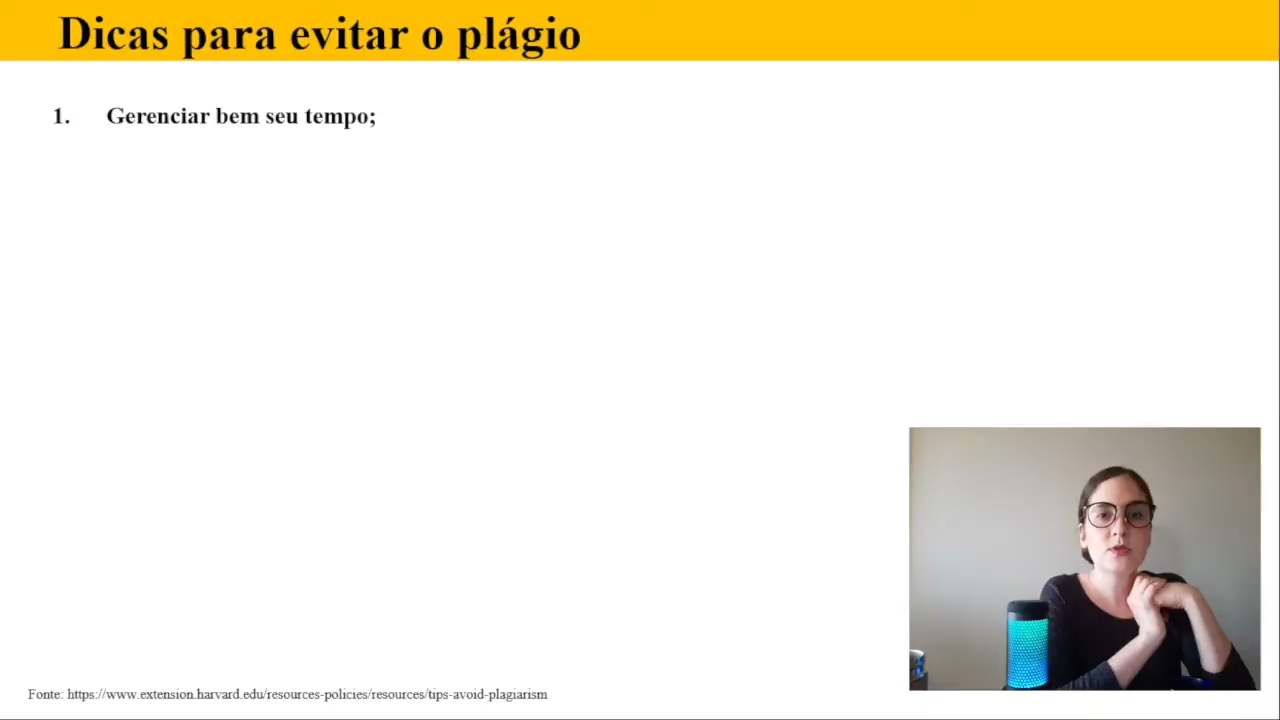 Dicas para evitar o plágio
1. Gerenciar bem seu tempo;
Fonte: https://www.extension.harvard.edu/resources-policies/resources/tips-avoid-plagiarism